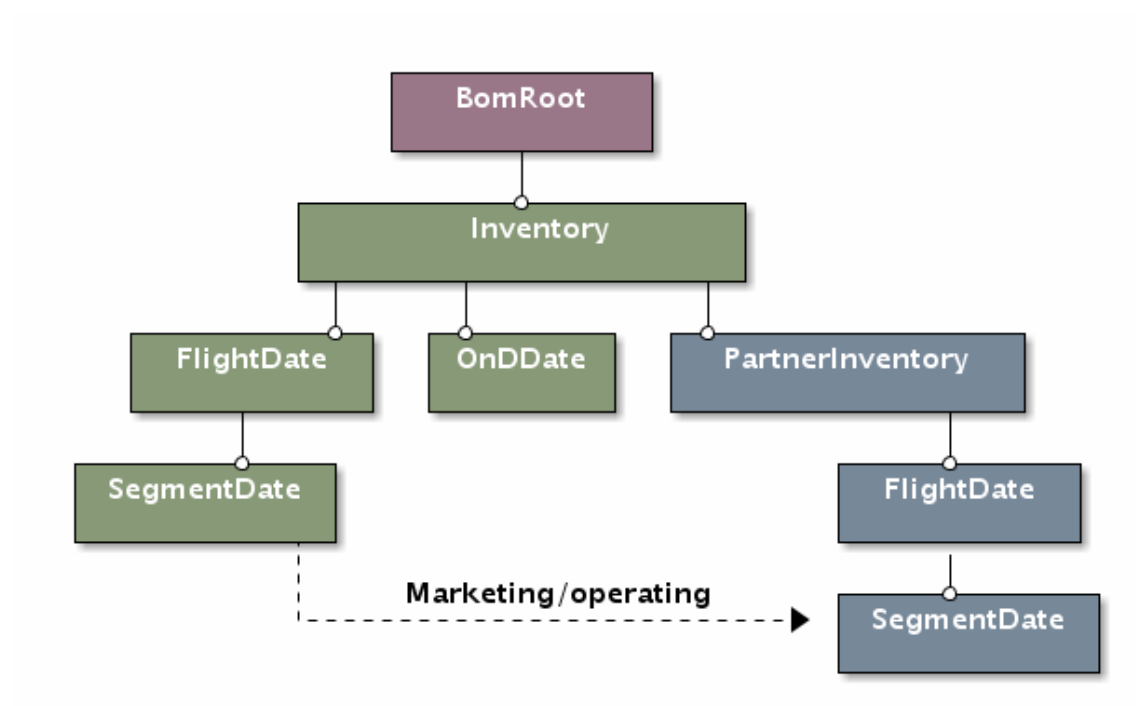 BomRoot
Inventory
FlightDate
OnDDate
PartnerInventory
SegmentDate
FlightDate
Marketing/operating
SegmentDate